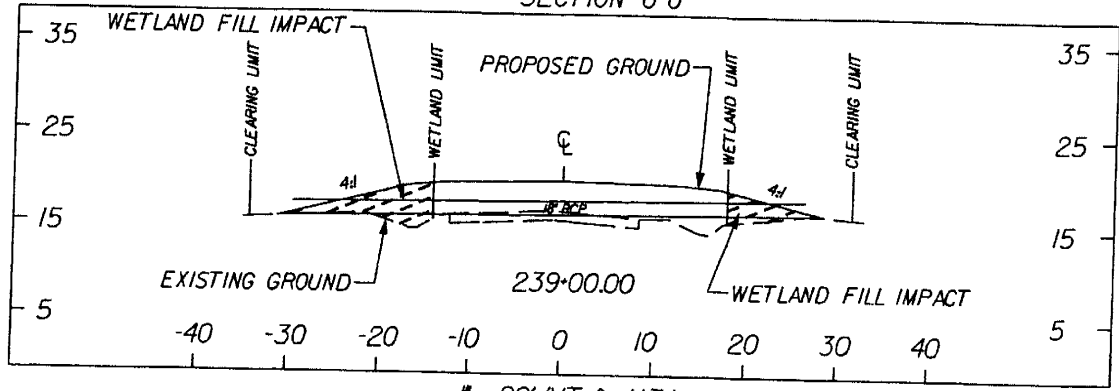 35
WETLAND FILL IMPACT
CLEARING LIMIT
WETLAND LIMIT
PROPOSED GROUND
℄
WETLAND LIMIT
CLEARING LIMIT
35
25
25
4:1
4:1
15
18" RCP
15
EXISTING GROUND
239+00.00
WETLAND FILL IMPACT
5
5
-40 -30 -20 -10 0 10 20 30 40